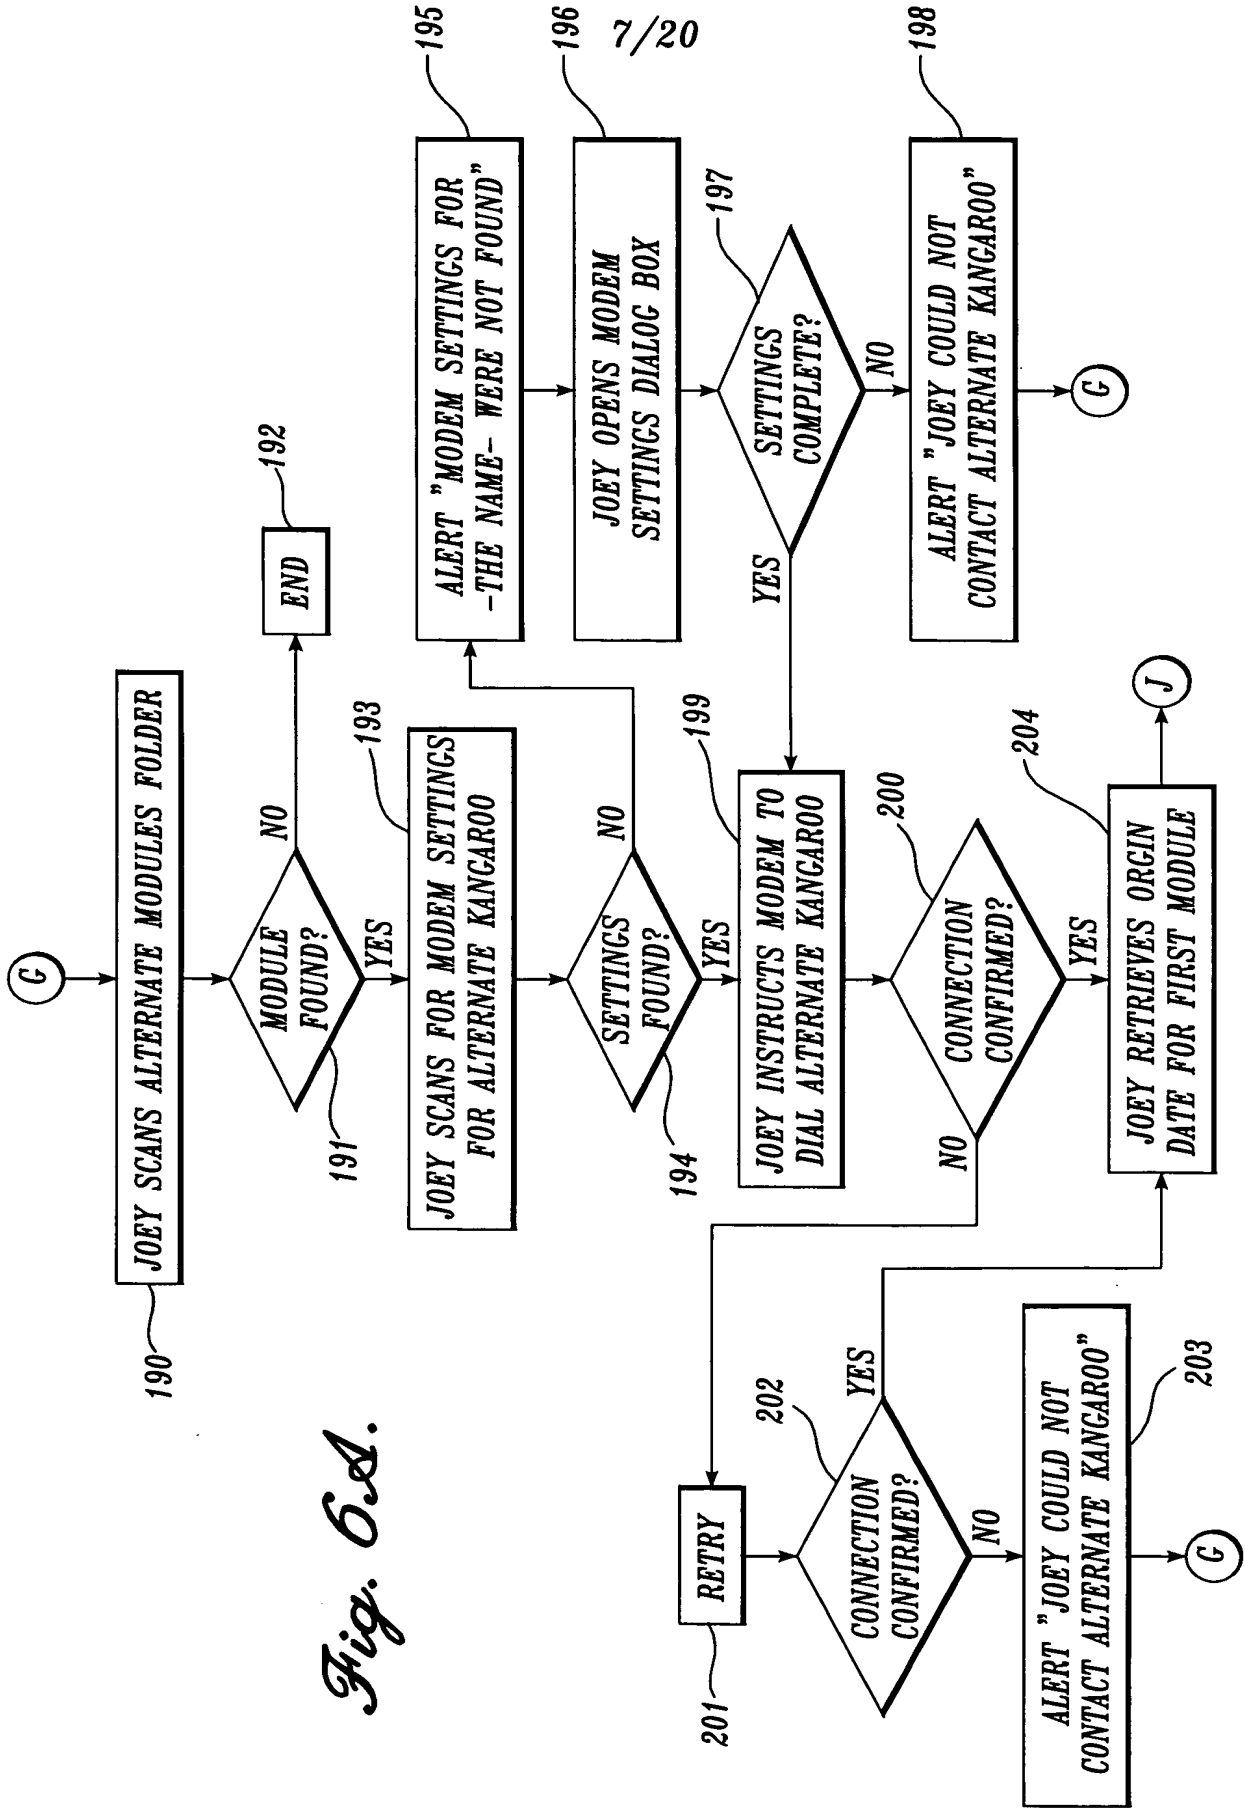 7/20
G
JOEY SCANS ALTERNATE MODULES FOLDER
190
MODULE
FOUND?
191
NO
END
192
YES
JOEY SCANS FOR MODEM SETTINGS
FOR ALTERNATE KANGAROO
193
SETTINGS
FOUND?
194
NO
ALERT "MODEM SETTINGS FOR
-THE NAME- WERE NOT FOUND"
195
JOEY OPENS MODEM
SETTINGS DIALOG BOX
196
SETTINGS
COMPLETE?
197
YES
NO
ALERT "JOEY COULD NOT
CONTACT ALTERNATE KANGAROO"
198
G
YES
JOEY INSTRUCTS MODEM TO
DIAL ALTERNATE KANGAROO
199
CONNECTION
CONFIRMED?
200
NO
YES
RETRY
201
CONNECTION
CONFIRMED?
202
YES
NO
ALERT "JOEY COULD NOT
CONTACT ALTERNATE KANGAROO"
203
G
JOEY RETRIEVES ORGIN
DATE FOR FIRST MODULE
204
J
Fig. 6A.